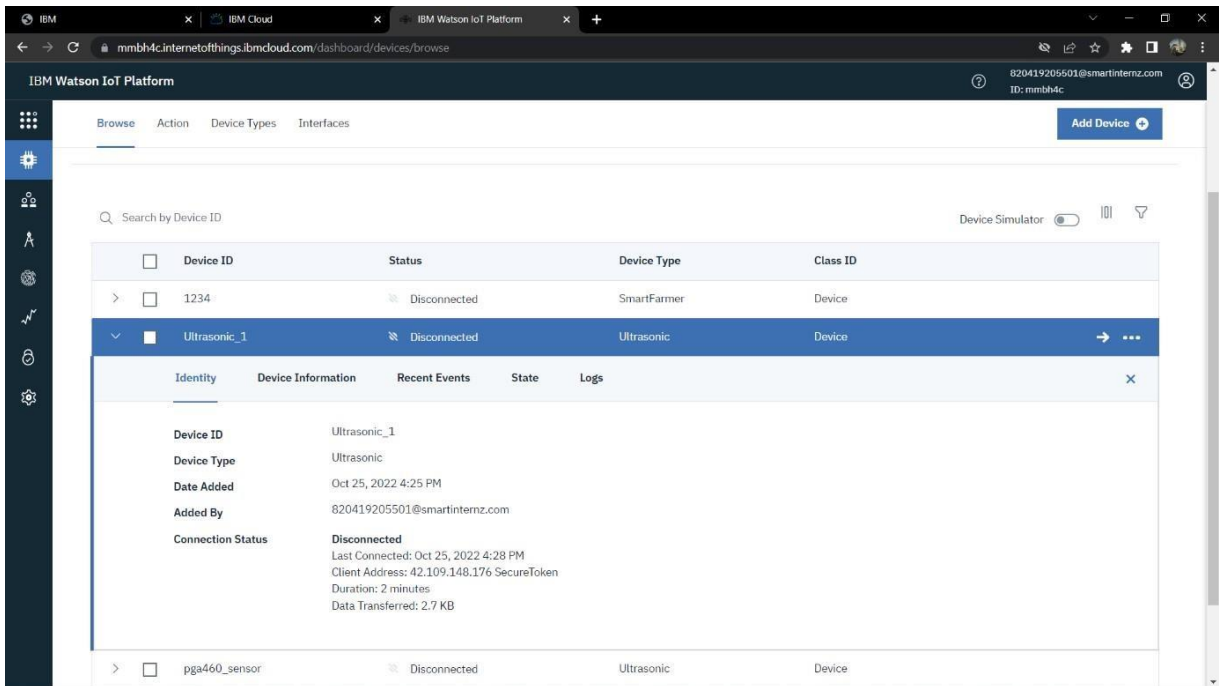 IBM
IBM Cloud
IBM Watson IoT Platform
mmbh4c.internetofthings.ibmcloud.com/dashboard/devices/browse
IBM Watson IoT Platform
820419205501@smartinternz.com
ID: mmbh4c
Browse Action Device Types Interfaces Add Device
Search by Device ID Device Simulator
Device ID Status Device Type Class ID
1234 Disconnected SmartFarmer Device
Ultrasonic_1 Disconnected Ultrasonic Device
Identity Device Information Recent Events State Logs
Device ID Ultrasonic_1
Device Type Ultrasonic
Date Added Oct 25, 2022 4:25 PM
Added By 820419205501@smartinternz.com
Connection Status Disconnected
Last Connected: Oct 25, 2022 4:28 PM
Client Address: 42.109.148.176 SecureToken
Duration: 2 minutes
Data Transferred: 2.7 KB
pga460_sensor Disconnected Ultrasonic Device